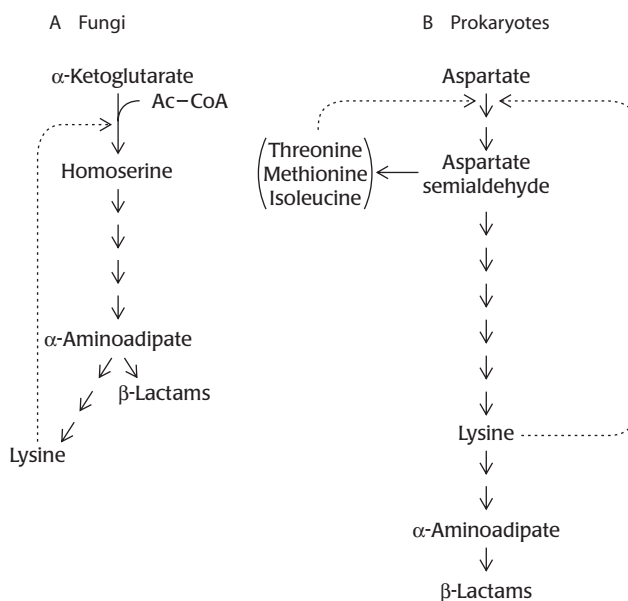 A Fungi
α-Ketoglutarate
Ac–CoA
Homoserine
α-Aminoadipate
β-Lactams
Lysine
B Prokaryotes
Aspartate
(Threonine
Methionine
Isoleucine)
Aspartate
semialdehyde
Lysine
α-Aminoadipate
β-Lactams